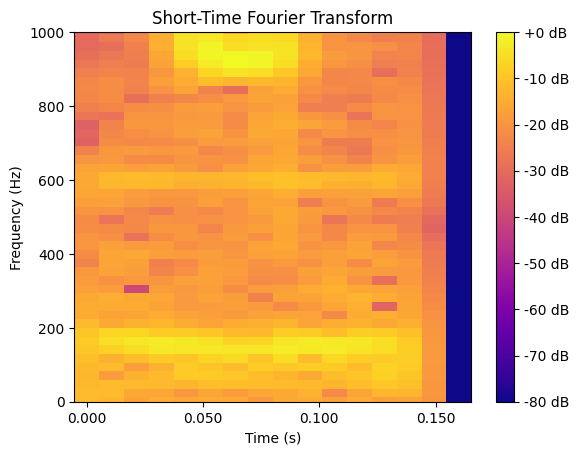 Short-Time Fourier Transform
Frequency (Hz)
1000
800
600
400
200
0
0.000
0.050
0.100
0.150
Time (s)
+0 dB
-10 dB
-20 dB
-30 dB
-40 dB
-50 dB
-60 dB
-70 dB
-80 dB